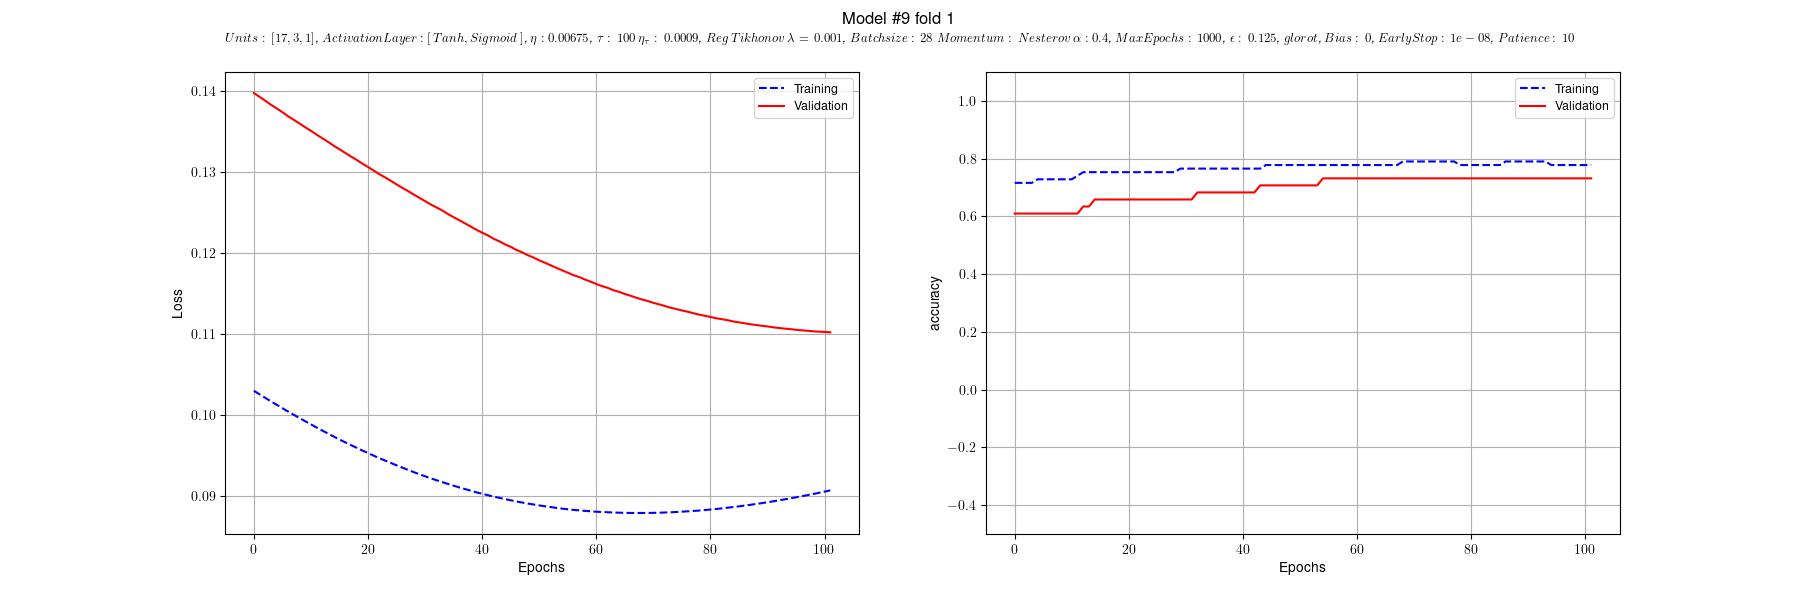 Model #9 fold 1
Units : [17, 3, 1], ActivationLayer : [ Tanh, Sigmoid ], η : 0.00675, τ : 100 η_τ : 0.0009, Reg Tikhonov λ = 0.001, Batchsize : 28 Momentum : Nesterov α : 0.4, MaxEpochs : 1000, ϵ : 0.125, glorot, Bias : 0, EarlyStop : 1e − 08, Patience : 10
Training
Validation
0.14
0.13
0.12
0.11
0.10
0.09
Loss
0 20 40 60 80 100
Epochs
Training
Validation
1.0
0.8
0.6
0.4
0.2
0.0
−0.2
−0.4
accuracy
0 20 40 60 80 100
Epochs